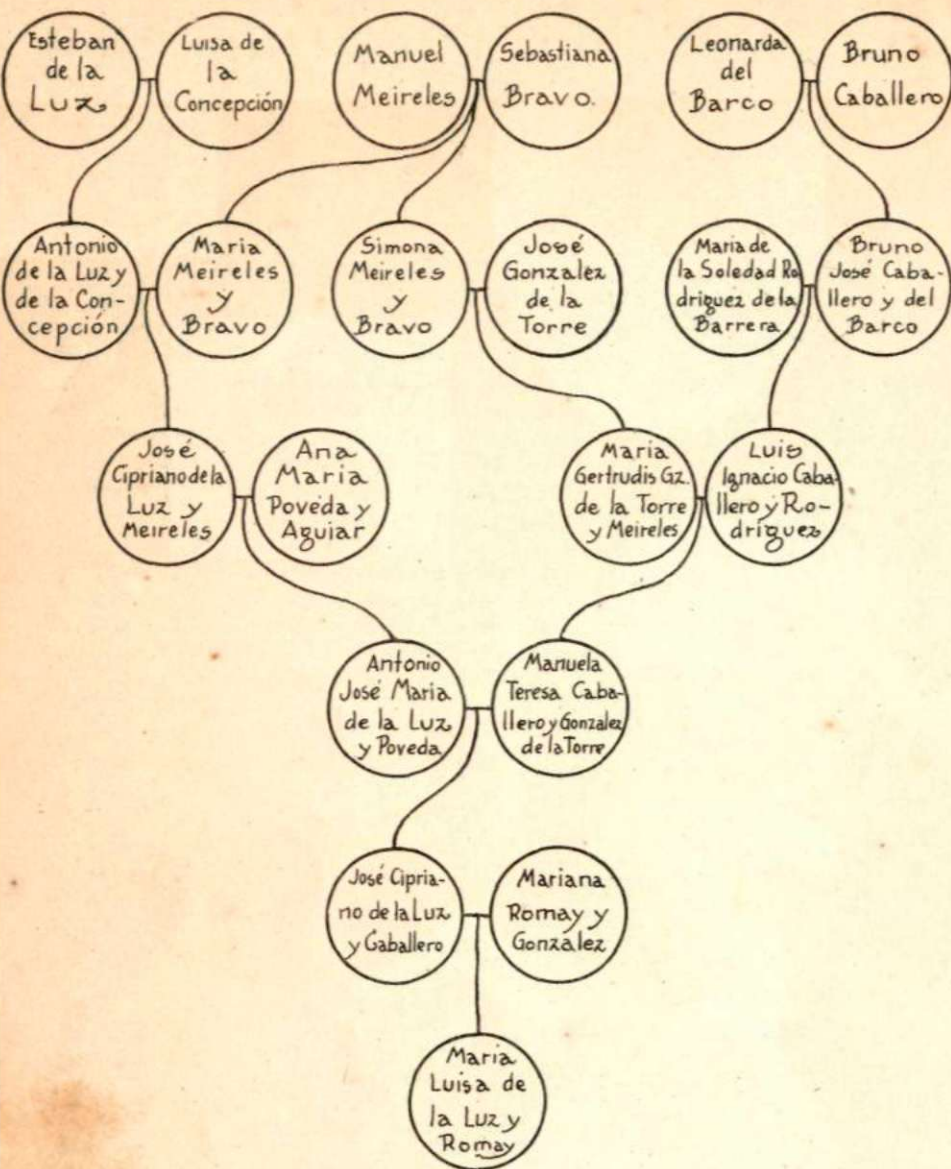 Esteban
de la
Luz
Luisa de
la
Concepción
Manuel
Meireles
Sebastiana
Bravo.
Leonarda
del
Barco
Bruno
Caballero
Antonio
de la Luz y
de la Con-
cepción
Maria
Meireles
y
Bravo
Simona
Meireles
y
Bravo
José
Gonzalez
de la
Torre
Maria de
la Soledad Ro
driguez de la
Barrera
Bruno
José Caba-
llero y del
Barco
José
Cipriano de la
Luz y
Meireles
Ana
Maria
Poveda y
Aguiar
Maria
Gertrudis Gz.
de la Torre
y Meireles
Luis
Ignacio Caba-
llero y Ro-
dríguez
Antonio
José Maria
de la Luz
y Poveda
Manuela
Teresa Caba-
llero y Gonzalez
de la Torre
José Cipria-
no de la Luz
y Caballero
Mariana
Romay y
González
Maria
Luisa de
la Luz y
Romay